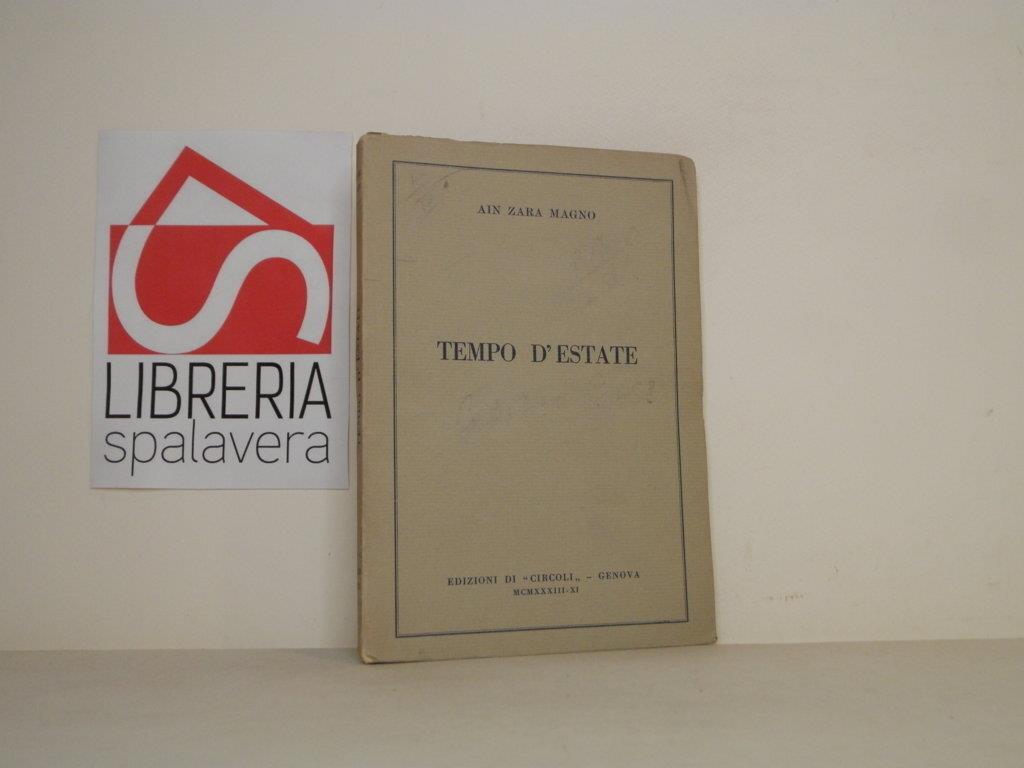 LIBRERIA
spalavera
AIN ZARA MAGNO
TEMPO D'ESTATE
EDIZIONI DI "CIRCOLI„ - GENOVA
MCMXXXIII-XI